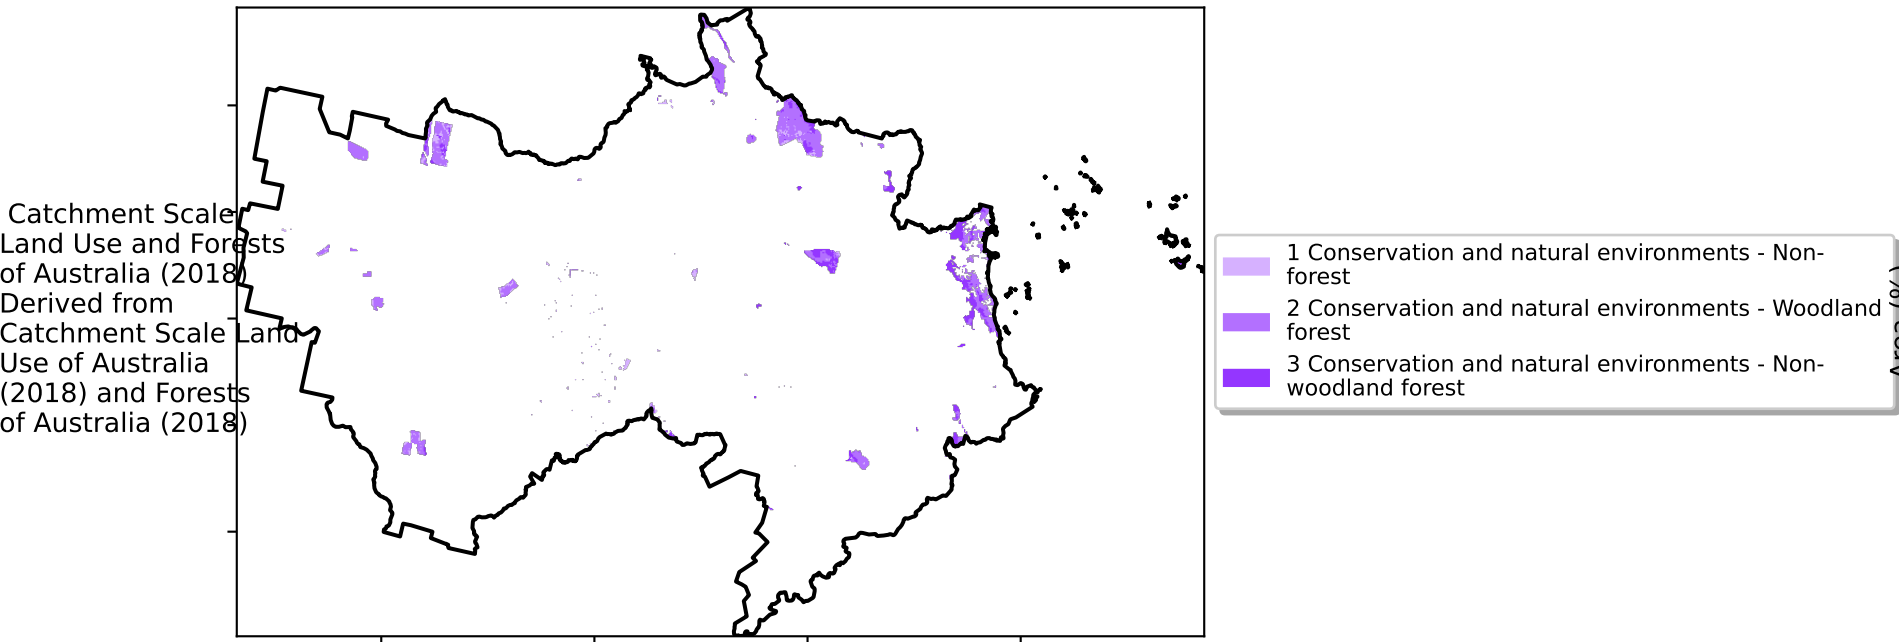 Catchment Scale
Land Use and Forests
of Australia (2018)
Derived from
Catchment Scale Land
Use of Australia
(2018) and Forests
of Australia (2018)
1 Conservation and natural environments - Non-
forest
2 Conservation and natural environments - Woodland
forest
3 Conservation and natural environments - Non-
woodland forest